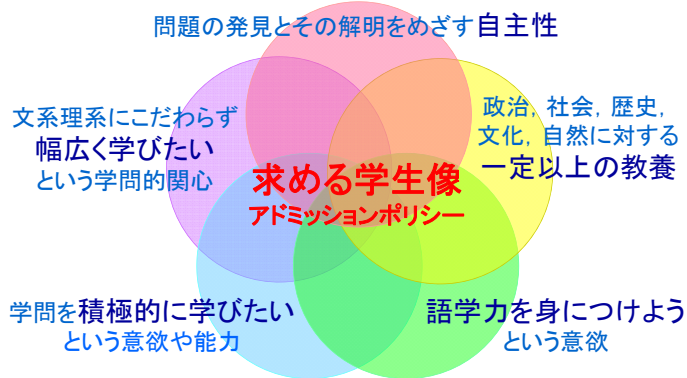 問題の発見とその解明をめざす自主性
文系理系にこだわらず
幅広く学びたい
という学問的関心
政治，社会，歴史，
文化，自然に対する
一定以上の教養
求める学生像
アドミッションポリシー
学問を積極的に学びたい
という意欲や能力
語学力を身につけよう
という意欲